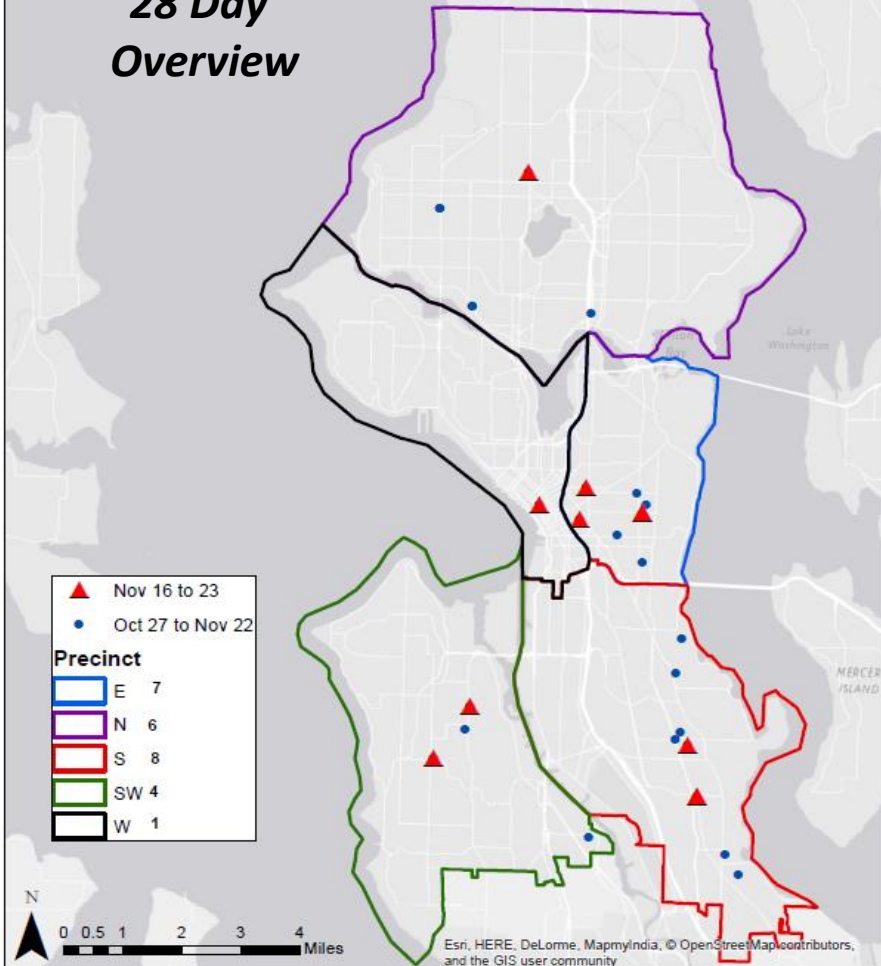 28 Day
Overview
Lake
Washington
Nov 16 to 23
Oct 27 to Nov 22
Precinct
E 7
N 6
S 8
SW 4
W 1
MERCER
ISLAND
N
0 0.5 1 2 3 4
Miles
Esri, HERE, DeLorme, MapmyIndia, © OpenStreetMap contributors,
and the GIS user community